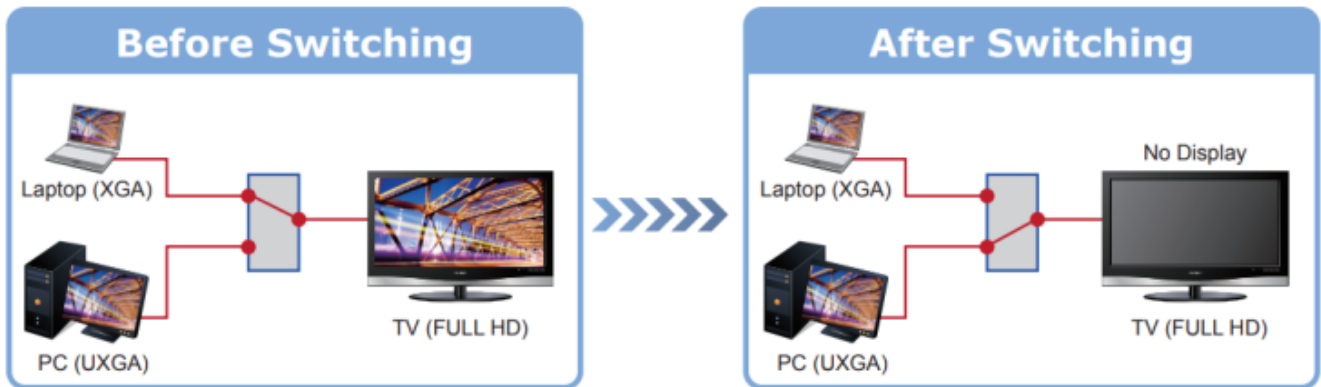 Before Switching
Laptop (XGA)
PC (UXGA)
TV (FULL HD)
After Switching
Laptop (XGA)
PC (UXGA)
No Display
TV (FULL HD)